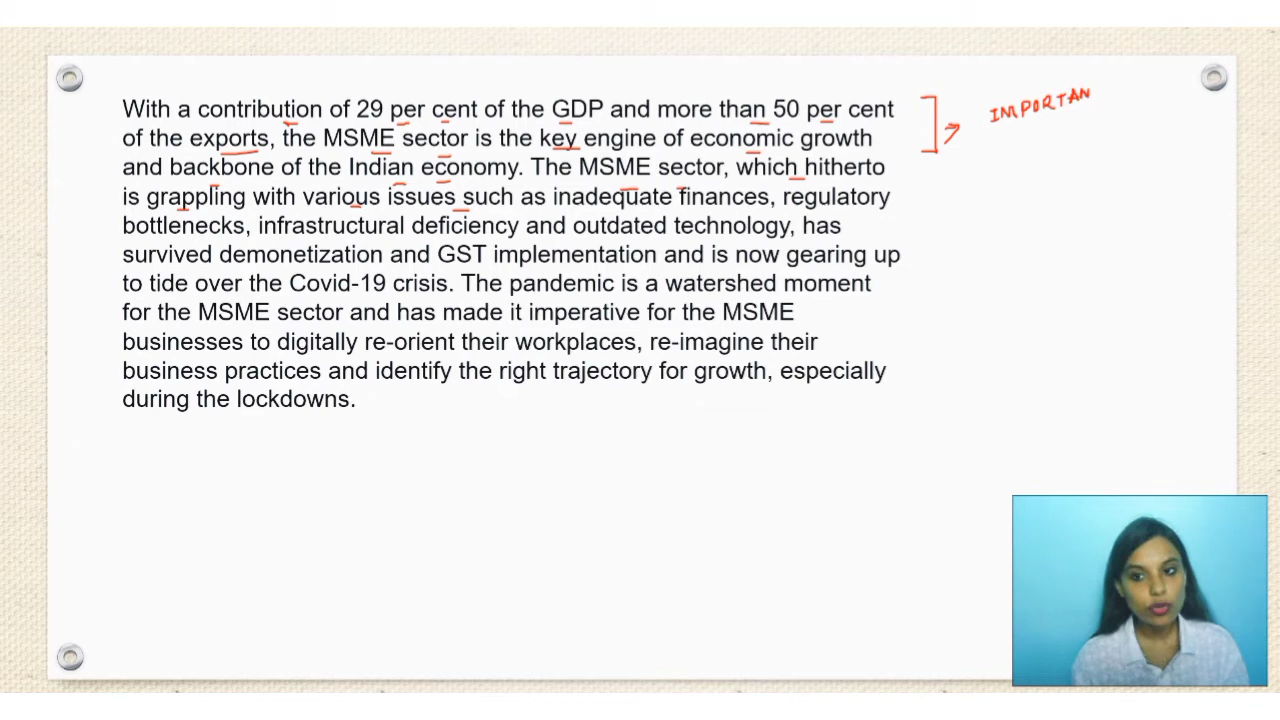 With a contribution of 29 per cent of the GDP and more than 50 per cent
of the exports, the MSME sector is the key engine of economic growth
and backbone of the Indian economy. The MSME sector, which hitherto
is grappling with various issues such as inadequate finances, regulatory
bottlenecks, infrastructural deficiency and outdated technology, has
survived demonetization and GST implementation and is now gearing up
to tide over the Covid-19 crisis. The pandemic is a watershed moment
for the MSME sector and has made it imperative for the MSME
businesses to digitally re-orient their workplaces, re-imagine their
business practices and identify the right trajectory for growth, especially
during the lockdowns.
IMPORTAN